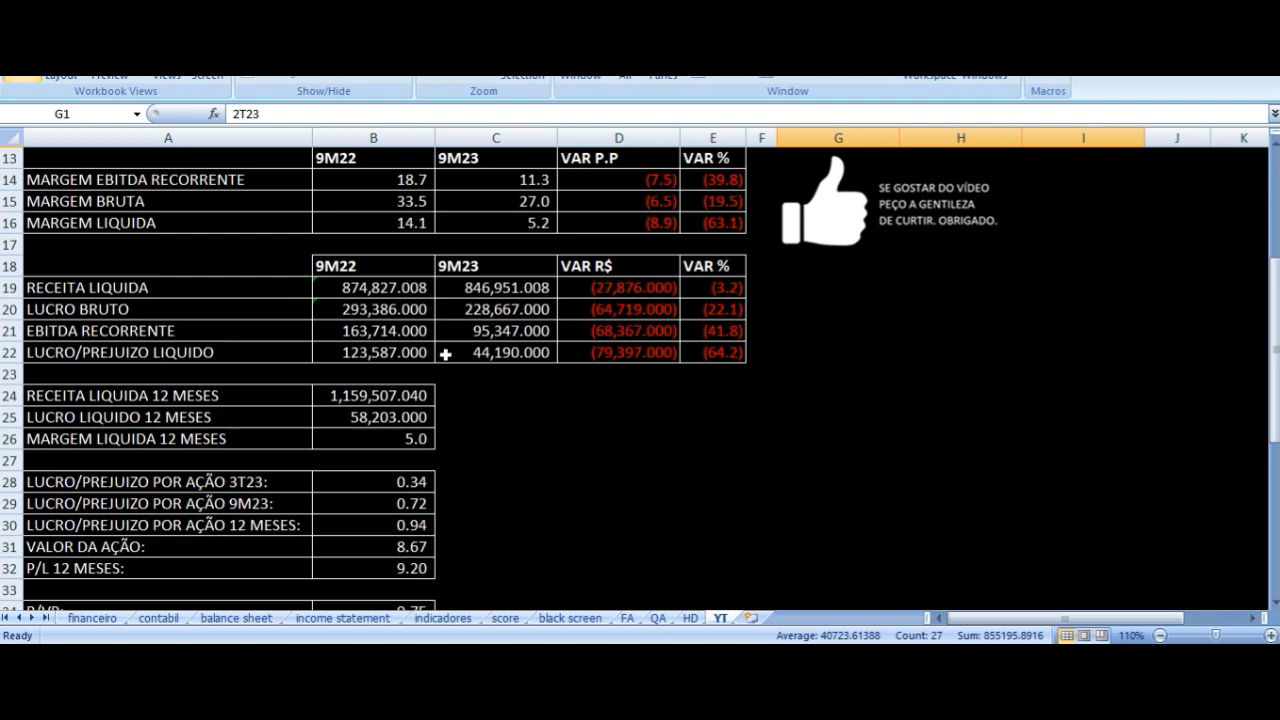 Workbook Views Show/Hide Zoom Window Macros
G1 fx 2T23
A B C D E F G H I J K
13 9M22 9M23 VAR P.P VAR %
14 MARGEM EBITDA RECORRENTE 18.7 11.3 (7.5) (39.8)
15 MARGEM BRUTA 33.5 27.0 (6.5) (19.5)
16 MARGEM LIQUIDA 14.1 5.2 (8.9) (63.1)
SE GOSTAR DO VÍDEO
PEÇO A GENTILEZA
DE CURTIR. OBRIGADO.
17
18 9M22 9M23 VAR R$ VAR %
19 RECEITA LIQUIDA 874,827.008 846,951.008 (27,876.000) (3.2)
20 LUCRO BRUTO 293,386.000 228,667.000 (64,719.000) (22.1)
21 EBITDA RECORRENTE 163,714.000 95,347.000 (68,367.000) (41.8)
22 LUCRO/PREJUIZO LIQUIDO 123,587.000 44,190.000 (79,397.000) (64.2)
23
24 RECEITA LIQUIDA 12 MESES 1,159,507.040
25 LUCRO LIQUIDO 12 MESES 58,203.000
26 MARGEM LIQUIDA 12 MESES 5.0
27
28 LUCRO/PREJUIZO POR AÇÃO 3T23: 0.34
29 LUCRO/PREJUIZO POR AÇÃO 9M23: 0.72
30 LUCRO/PREJUIZO POR AÇÃO 12 MESES: 0.94
31 VALOR DA AÇÃO: 8.67
32 P/L 12 MESES: 9.20
33
financeiro contabil balance sheet income statement indicadores score black screen FA QA HD YT
Ready Average: 40723.61388 Count: 27 Sum: 855195.8916 110%